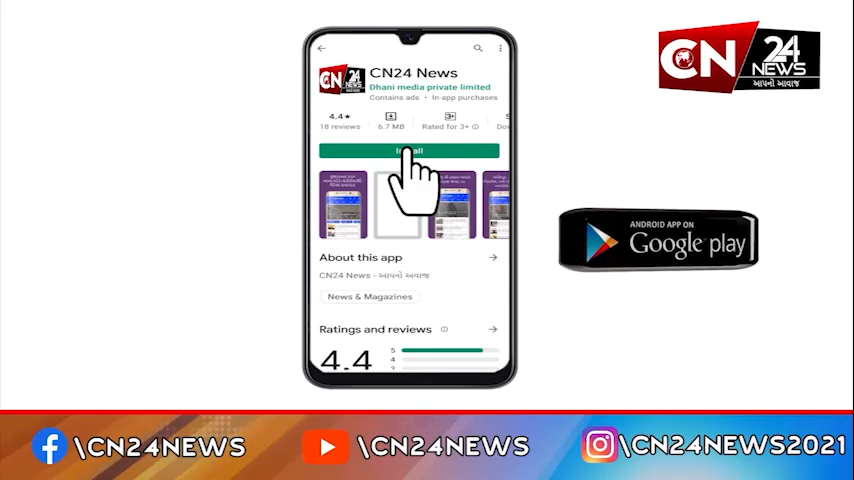 CN24 News
Dhani media private limited
Contains ads • In-app purchases
4.4★
18 reviews
6.7 MB
3+
Rated for 3+
About this app
CN24 News - આપનો અવાજ
News & Magazines
Ratings and reviews
4.4
5
4
3
CN 24 NEWS
આપનો અવાજ
ANDROID APP ON
Google play
\CN24NEWS
\CN24NEWS
\CN24NEWS2021